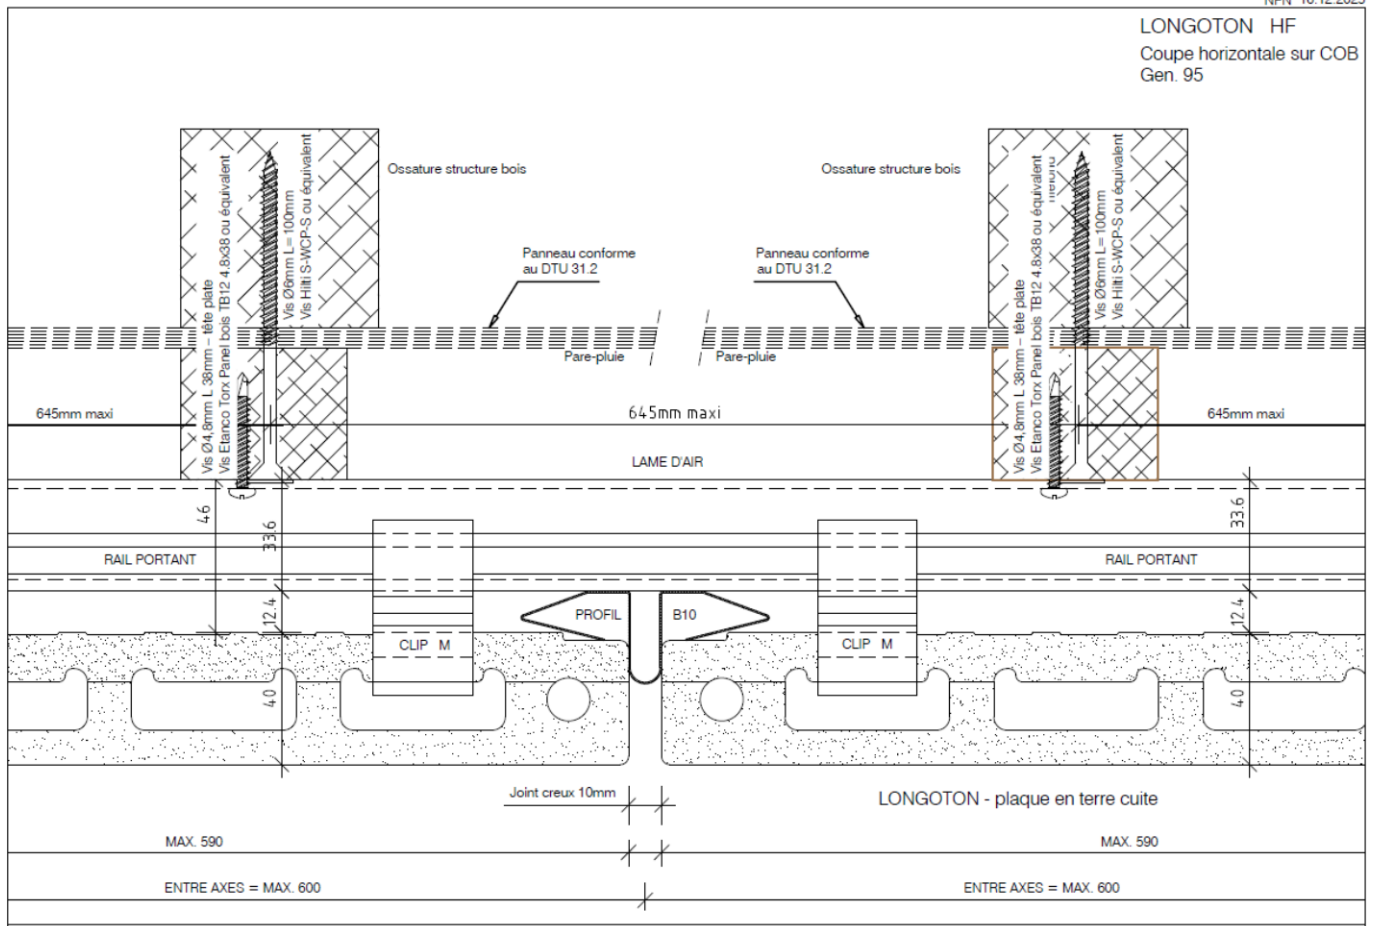 LONGOTON HF
Coupe horizontale sur COB
Gen. 95
Ossature structure bois
Ossature structure bois
Vis Ø4,8mm L 38mm – tête plate
Vis Etanco Torx Panel bois TB12 4.8x38 ou équivalent
Vis Ø6mm L= 100mm
Vis Hilti S-WCP-S ou équivalent
Vis Ø4,8mm L 38mm – tête plate
Vis Etanco Torx Panel bois TB12 4.8x38 ou équivalent
Vis Ø6mm L= 100mm
Vis Hilti S-WCP-S ou équivalent
Panneau conforme
au DTU 31.2
Panneau conforme
au DTU 31.2
Pare-pluie
Pare-pluie
645mm maxi
645mm maxi
645mm maxi
LAME D'AIR
46
33.6
33.6
RAIL PORTANT
RAIL PORTANT
12.4
PROFIL
B10
12.4
CLIP M
CLIP M
40
40
Joint creux 10mm
LONGOTON - plaque en terre cuite
MAX. 590
MAX. 590
ENTRE AXES = MAX. 600
ENTRE AXES = MAX. 600